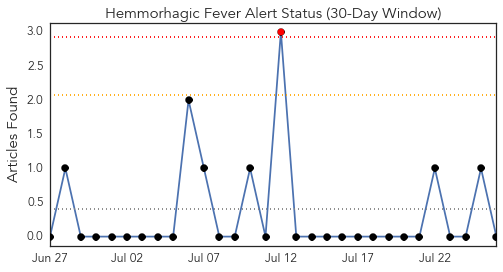 Hemmorhagic Fever Alert Status (30-Day Window)
Articles Found
3.0
2.5
2.0
1.5
1.0
0.5
0.0
Jun 27 Jul 02 Jul 07 Jul 12 Jul 17 Jul 22